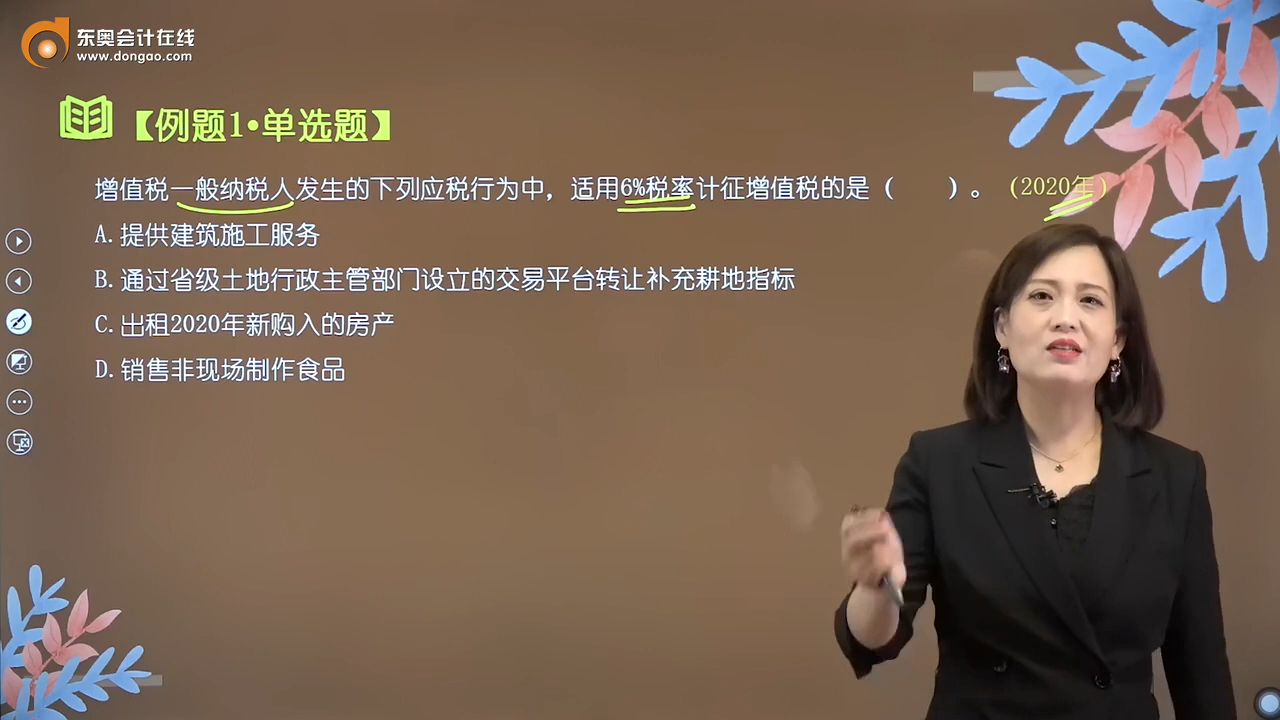 东奥会计在线
www.dongao.com
【例题1•单选题】
增值税一般纳税人发生的下列应税行为中，适用6%税率计征增值税的是（　　）。（2020年）
A.提供建筑施工服务
B.通过省级土地行政主管部门设立的交易平台转让补充耕地指标
C.出租2020年新购入的房产
D.销售非现场制作食品